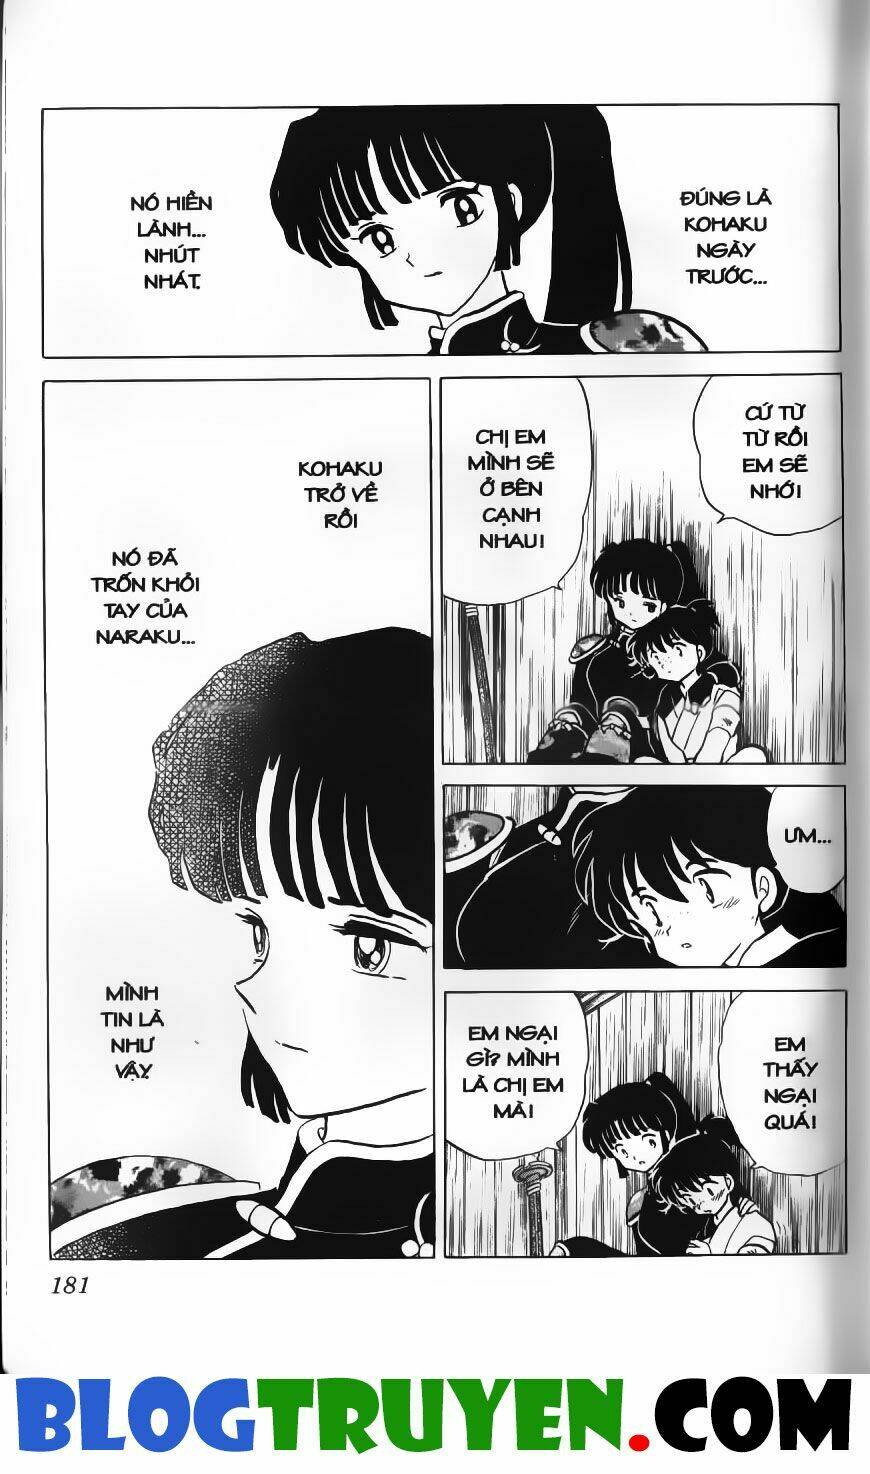 ĐÚNG LÀ
KOHAKU
NGÀY
TRƯỚC...
NÓ HIỀN
LÀNH...
NHÚT
NHÁT.
CỨ TỪ
TỪ RỒI
EM SẼ
NHỚ!
CHỊ EM
MÌNH SẼ
Ở BÊN
CẠNH
NHAU!
ƯM...
EM
THẤY
NGẠI
QUÁ!
EM NGẠI
GÌ? MÌNH
LÀ CHỊ EM
MÀ!
KOHAKU
TRỞ VỀ
RỒI
NÓ ĐÃ
TRỐN KHỎI
TAY CỦA
NARAKU...
MÌNH
TIN LÀ
NHƯ
VẬY.
181
BLOGTRUYEN.COM